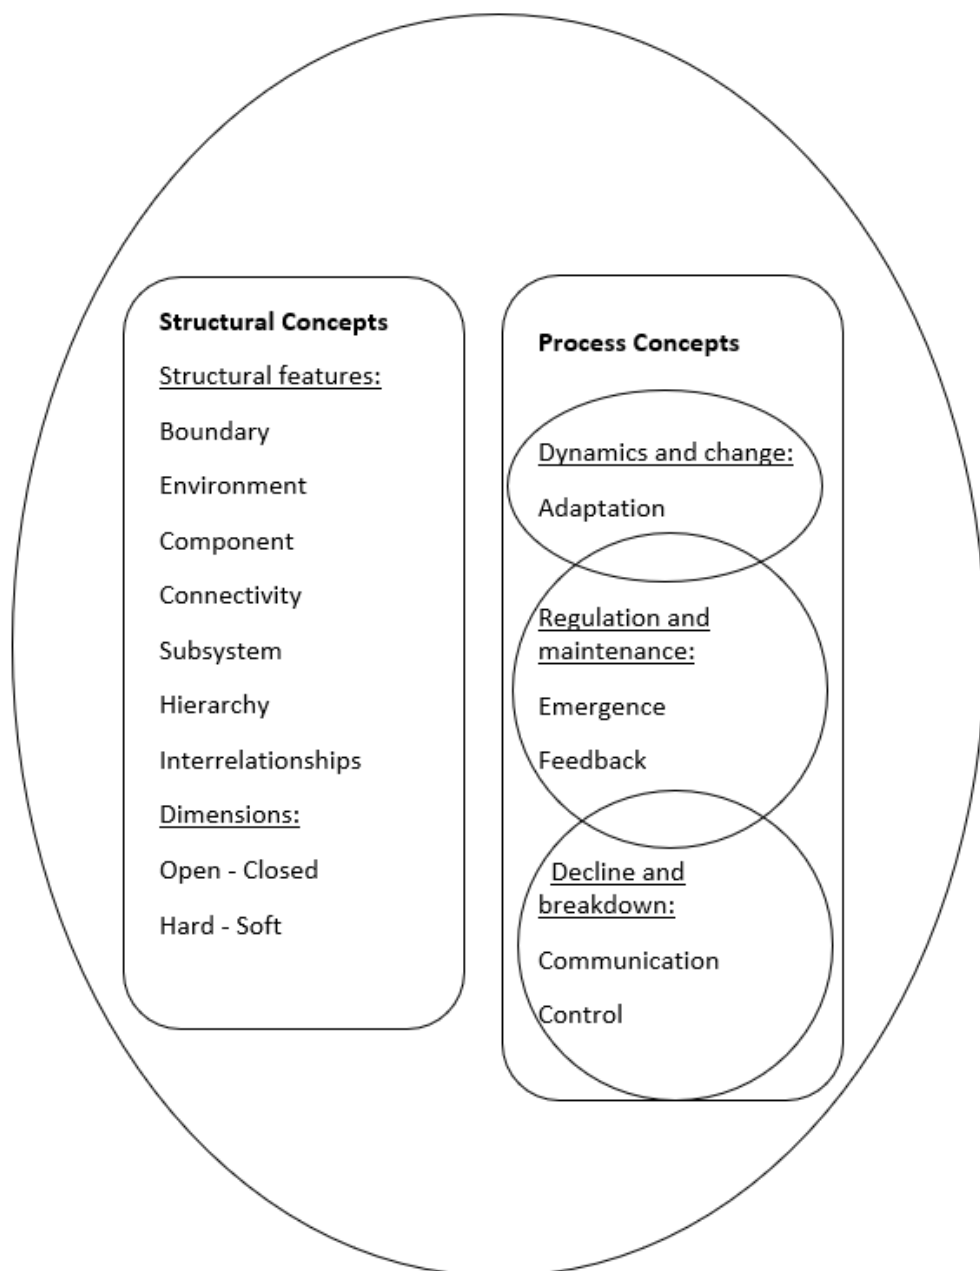 Structural Concepts
Structural features:
Boundary
Environment
Component
Connectivity
Subsystem
Hierarchy
Interrelationships
Dimensions:
Open - Closed
Hard - Soft
Process Concepts
Dynamics and change:
Adaptation
Regulation and
maintenance:
Emergence
Feedback
Decline and
breakdown:
Communication
Control